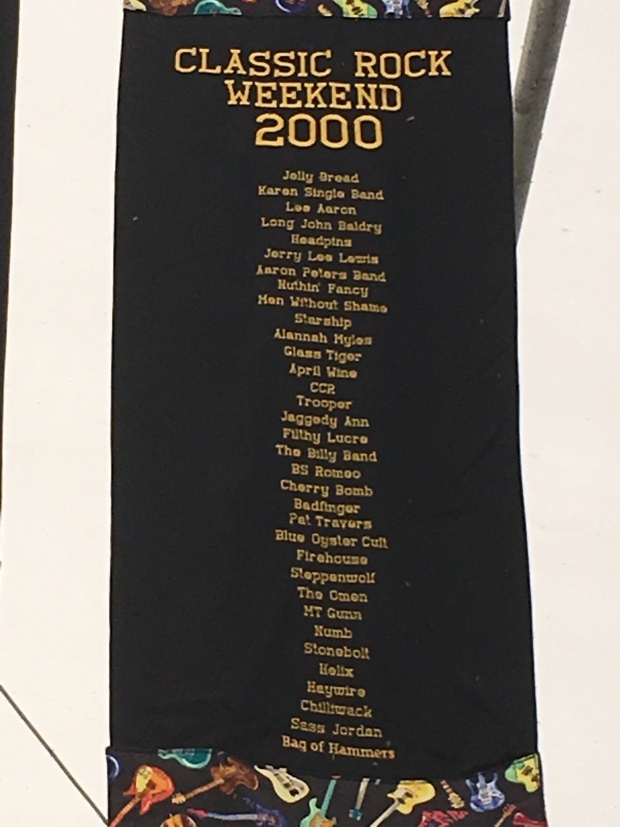 CLASSIC ROCK
WEEKEND
2000
Jelly Bread
Karen Single Band
Lee Aaron
Long John Baldry
Headpins
Jerry Lee Lewis
Aaron Peters Band
Nuthin' Fancy
Men Without Shame
Starship
Alannah Myles
Glass Tiger
April Wine
CCR
Trooper
Jaggedy Ann
Filthy Lucre
The Billy Band
BS Romeo
Cherry Bomb
Badfinger
Pat Travers
Blue Oyster Cult
Firehouse
Steppenwolf
The Omen
MT Gunn
Numb
Stonebolt
Helix
Haywire
Chilliwack
Sass Jordan
Bag of Hammers